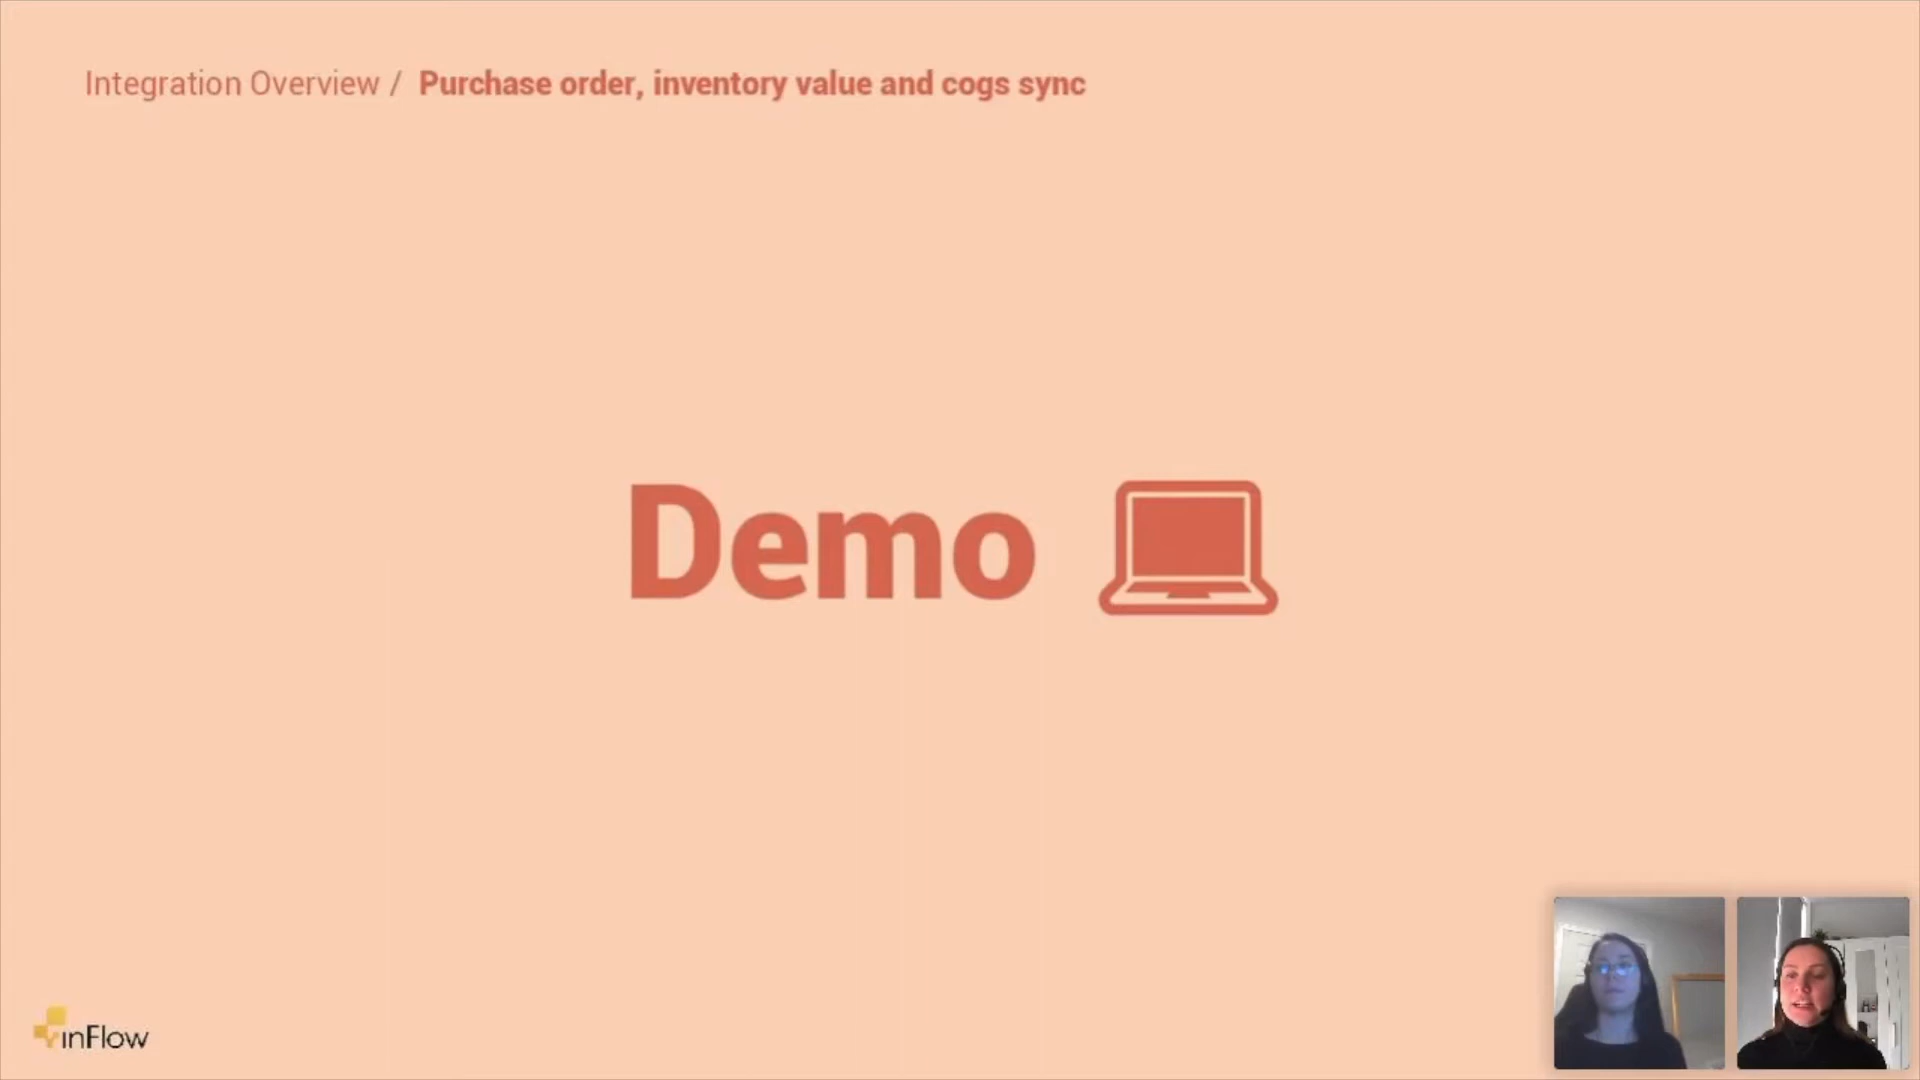 Integration Overview / Purchase order, inventory value and cogs sync
Demo
inFlow